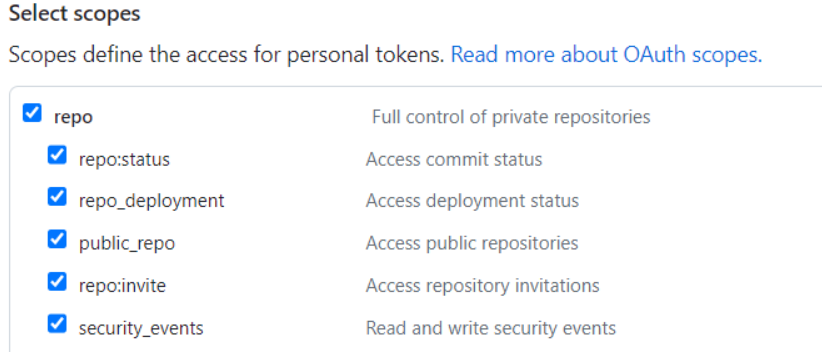 Select scopes
Scopes define the access for personal tokens. Read more about OAuth scopes.
repo Full control of private repositories
repo:status Access commit status
repo_deployment Access deployment status
public_repo Access public repositories
repo:invite Access repository invitations
security_events Read and write security events